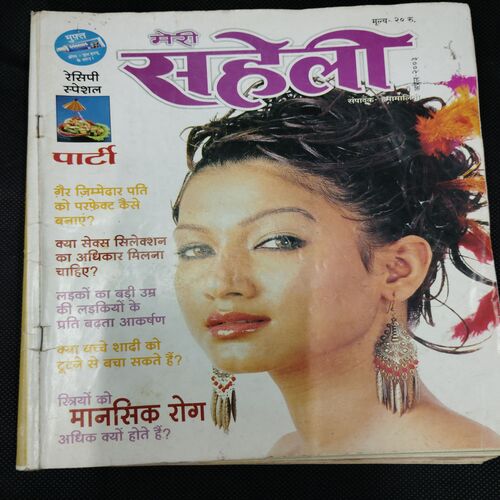 मूल्य- २० रु.
मुफ़्त
मेरी
सहेली
रेसिपी
स्पेशल
पार्टी
ग़ैर ज़िम्मेदार पति
को परफ़ेक्ट कैसे
बनाएं?
क्या सेक्स सिलेक्शन
का अधिकार मिलना
चाहिए?
लड़कों का बड़ी उम्र
की लड़कियों के
प्रति बढ़ता आकर्षण
क्या बच्चे शादी को
टूटने से बचा सकते हैं?
स्त्रियों को
मानसिक रोग
अधिक क्यों होते हैं?